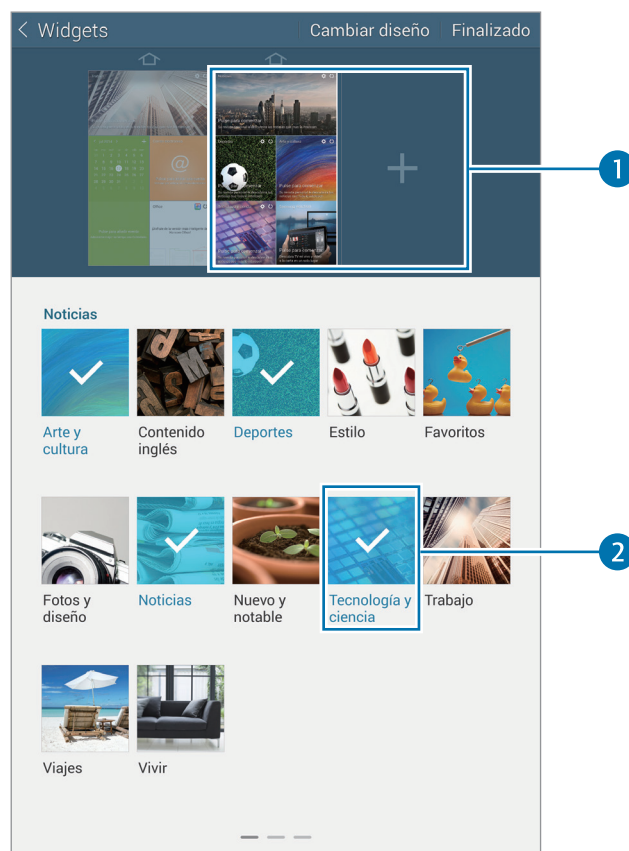 Widgets
Cambiar diseño
Finalizado
1
Noticias
Arte y
cultura
Contenido
inglés
Deportes
Estilo
Favoritos
2
Fotos y
diseño
Noticias
Nuevo y
notable
Tecnología y
ciencia
Trabajo
Viajes
Vivir